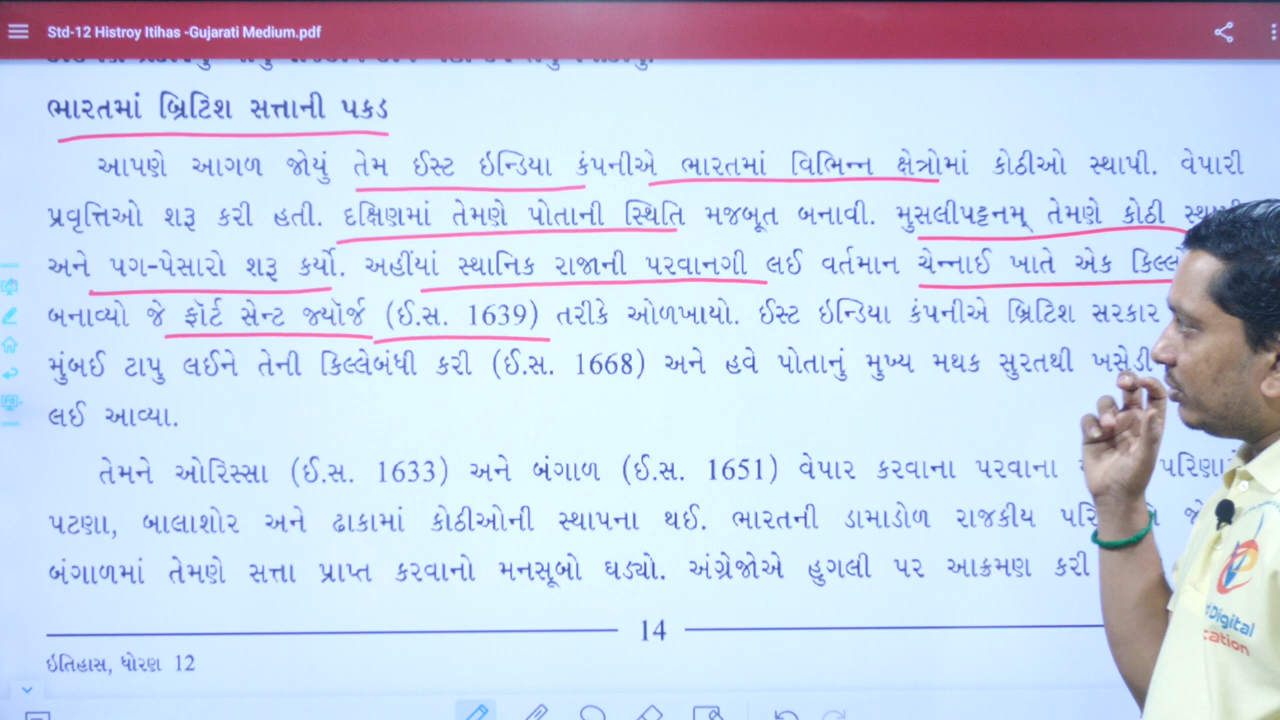 Std-12 Histroy Itihas -Gujarati Medium.pdf
ભારતમાં બ્રિટિશ સત્તાની પકડ
આપણે આગળ જોયું તેમ ઈસ્ટ ઇન્ડિયા કંપનીએ ભારતમાં વિભિન્ન ક્ષેત્રોમાં કોઠીઓ સ્થાપી. વેપારી
પ્રવૃત્તિઓ શરૂ કરી હતી. દક્ષિણમાં તેમણે પોતાની સ્થિતિ મજબૂત બનાવી. મુસલીપટ્ટનમ્ તેમણે કોઠી
અને પગ-પેસારો શરૂ કર્યો. અહીંયાં સ્થાનિક રાજાની પરવાનગી લઈ વર્તમાન ચેન્નાઈ ખાતે એક
બનાવ્યો જે ફૉર્ટ સેન્ટ જ્યૉર્જ (ઈ.સ. 1639) તરીકે ઓળખાયો. ઈસ્ટ ઇન્ડિયા કંપનીએ બ્રિટિશ સરકાર
મુંબઈ ટાપુ લઈને તેની કિલ્લેબંધી કરી (ઈ.સ. 1668) અને હવે પોતાનું મુખ્ય મથક સુરતથી ખસેડી
લઈ આવ્યા.
તેમને ઓરિસ્સા (ઈ.સ. 1633) અને બંગાળ (ઈ.સ. 1651) વેપાર કરવાના પરવાના
પટણા, બાલાશોર અને ઢાકામાં કોઠીઓની સ્થાપના થઈ. ભારતની ડામાડોળ રાજકીય
બંગાળમાં તેમણે સત્તા પ્રાપ્ત કરવાનો મનસૂબો ઘડ્યો. અંગ્રેજોએ હુગલી પર આક્રમણ કરી
14
ઇતિહાસ, ધોરણ 12
Digital